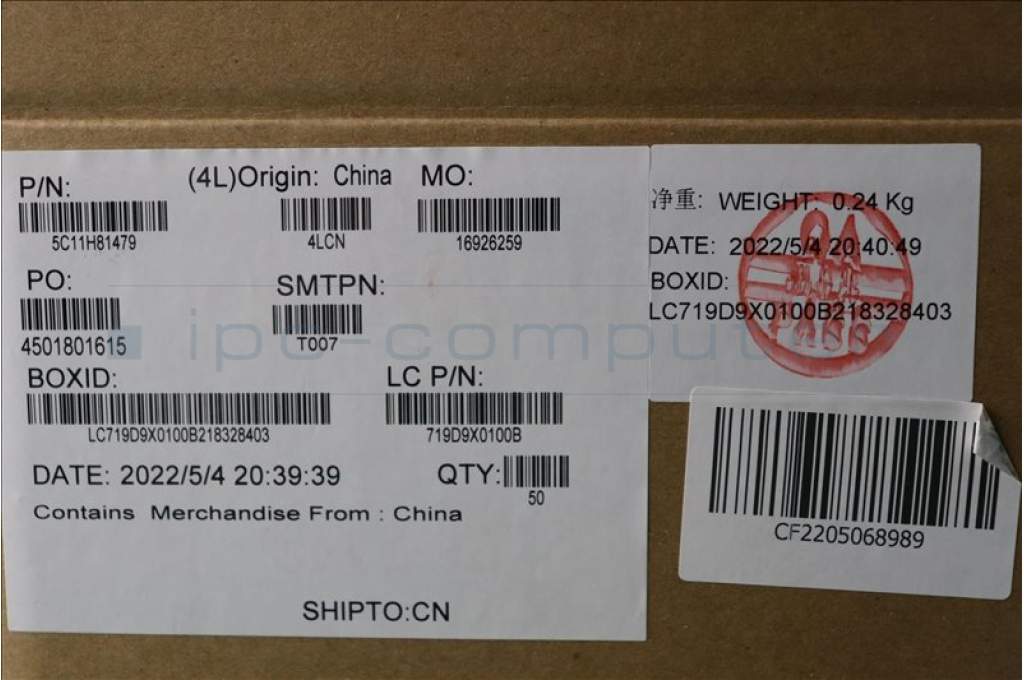 P/N:
5C11H81479
(4L)Origin: China
4LCN
MO:
16926259
PO:
4501801615
SMTPN:
T007
BOXID:
LC719D9X0100B218328403
LC P/N:
719D9X0100B
DATE: 2022/5/4 20:39:39
QTY:
50
Contains Merchandise From : China
SHIPTO:CN
净重: WEIGHT: 0.24 Kg
DATE: 2022/5/4 20:40:49
BOXID:
LC719D9X0100B218328403
CF2205068989
ipc-comput